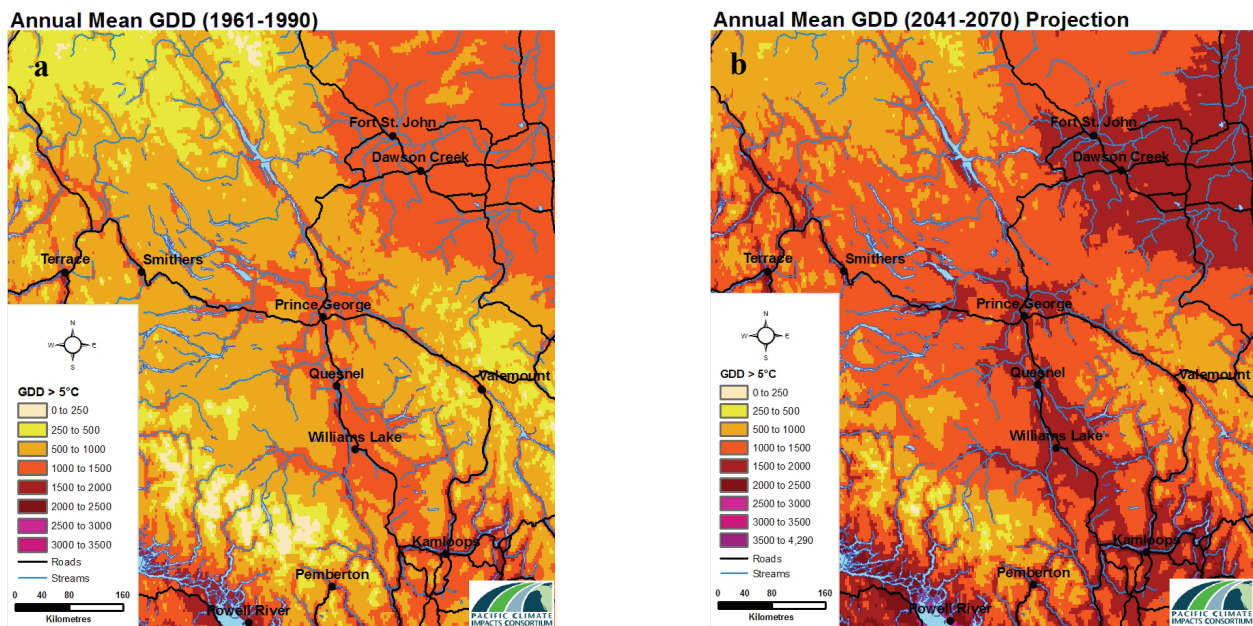 Annual Mean GDD (1961-1990)
a
Fort St. John
Dawson Creek
Terrace
Smithers
Prince George
N
W
E
S
Quesnel
Valemount
GDD > 5°C
0 to 250
250 to 500
500 to 1000
1000 to 1500
1500 to 2000
2000 to 2500
2500 to 3000
3000 to 3500
Roads
Streams
Williams Lake
Kamloops
Pemberton
Powell River
0 40 80 160
Kilometres
PACIFIC CLIMATE
IMPACTS CONSORTIUM
Annual Mean GDD (2041-2070) Projection
b
Fort St. John
Dawson Creek
Terrace
Smithers
Prince George
N
W
E
S
Quesnel
Valemount
GDD > 5°C
0 to 250
250 to 500
500 to 1000
1000 to 1500
1500 to 2000
2000 to 2500
2500 to 3000
3000 to 3500
3500 to 4,290
Roads
Streams
Williams Lake
Kamloops
Pemberton
Powell River
0 40 80 160
Kilometres
PACIFIC CLIMATE
IMPACTS CONSORTIUM